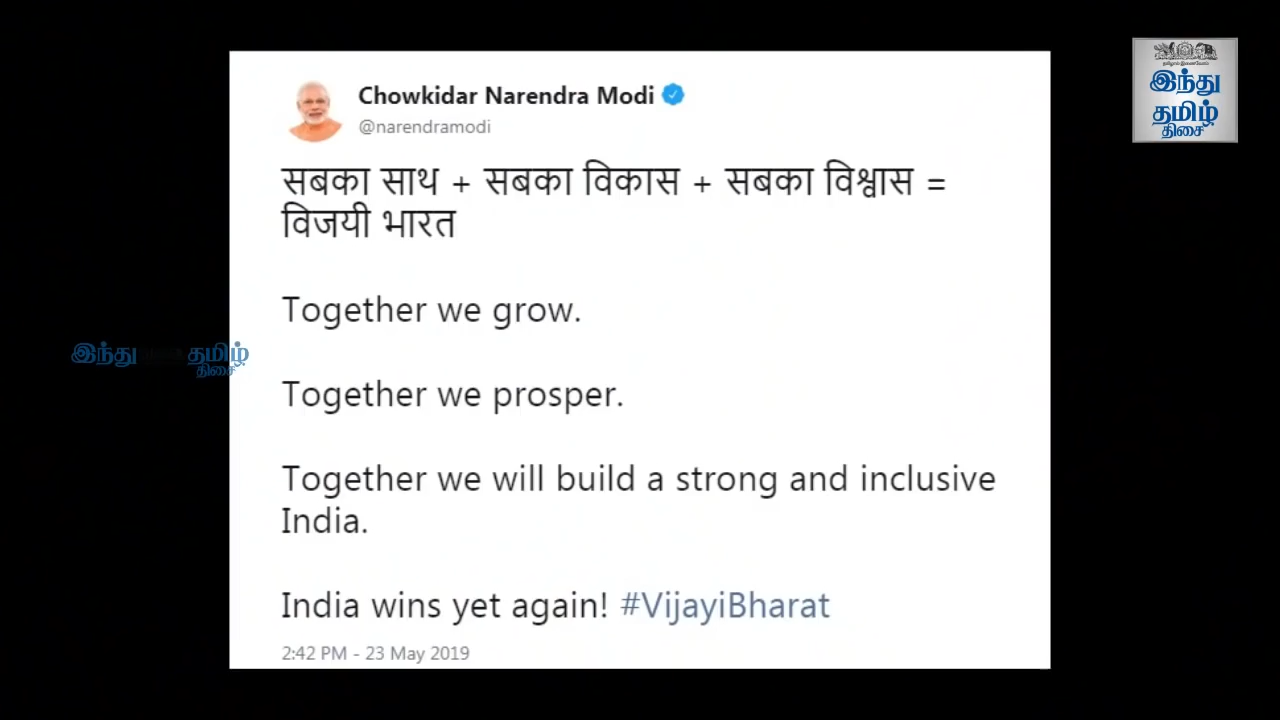 Chowkidar Narendra Modi
@narendramodi
सबका साथ + सबका विकास + सबका विश्वास =
विजयी भारत
Together we grow.
Together we prosper.
Together we will build a strong and inclusive
India.
India wins yet again! #VijayiBharat
2:42 PM - 23 May 2019
இந்து
தமிழ்
திசை
இந்து தமிழ்
திசை